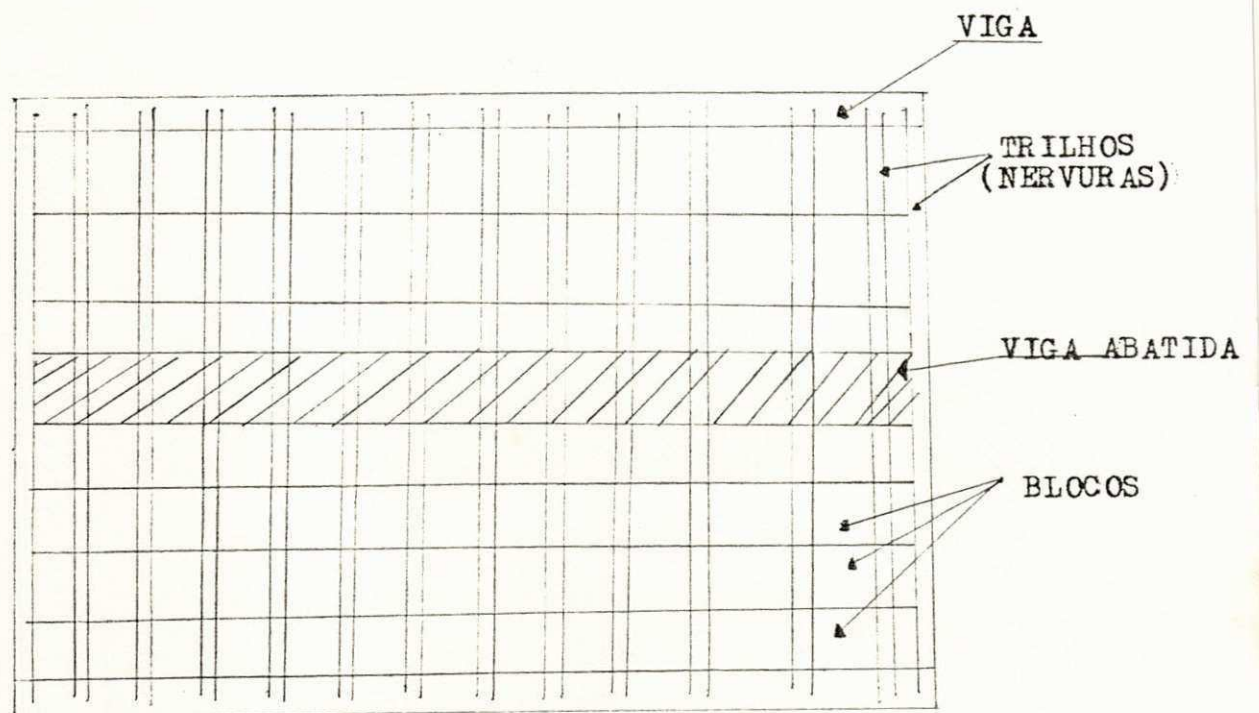 VIGA
TRILHOS
(NERVURAS)
VIGA ABATIDA
BLOCOS